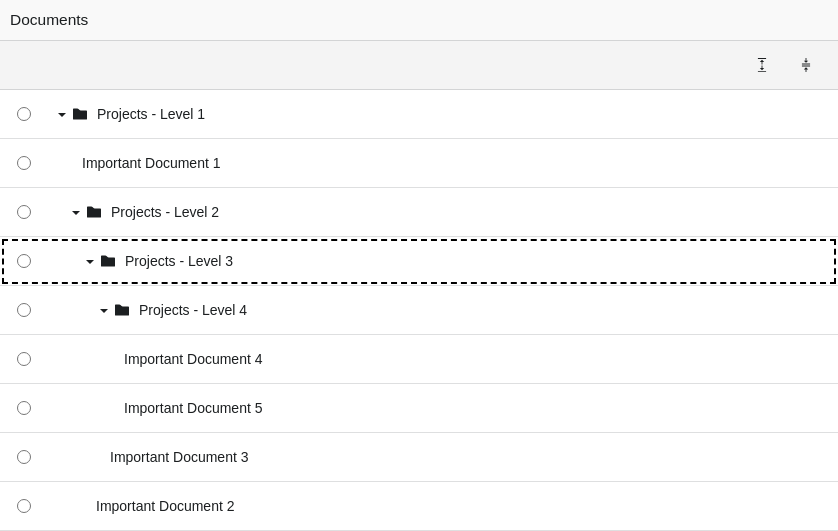 Documents
Projects - Level 1
Important Document 1
Projects - Level 2
Projects - Level 3
Projects - Level 4
Important Document 4
Important Document 5
Important Document 3
Important Document 2